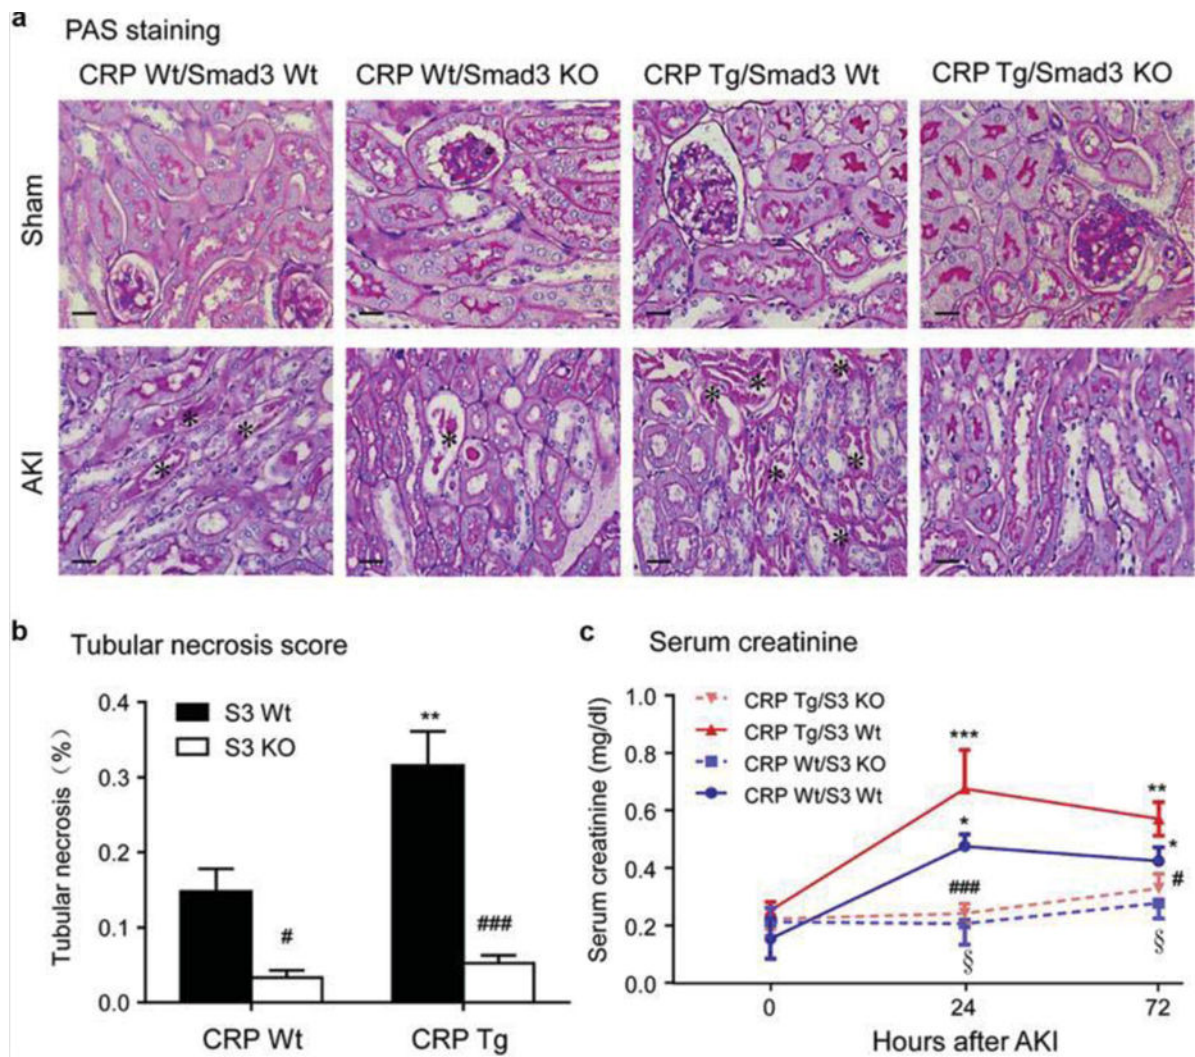 a
PAS staining
CRP Wt/Smad3 Wt CRP Wt/Smad3 KO CRP Tg/Smad3 Wt CRP Tg/Smad3 KO
Sham
AKI
* * *
*
* * * * * *
b
Tubular necrosis score
Tubular necrosis (%)
0.4
0.3
0.2
0.1
0.0
S3 Wt
S3 KO
**
#
###
CRP Wt CRP Tg
c
Serum creatinine
Serum creatinine (mg/dl)
1.0
0.8
0.6
0.4
0.2
0.0
CRP Tg/S3 KO
CRP Tg/S3 Wt
CRP Wt/S3 KO
CRP Wt/S3 Wt
***
*
###
§
**
*
#
§
0 24 72
Hours after AKI